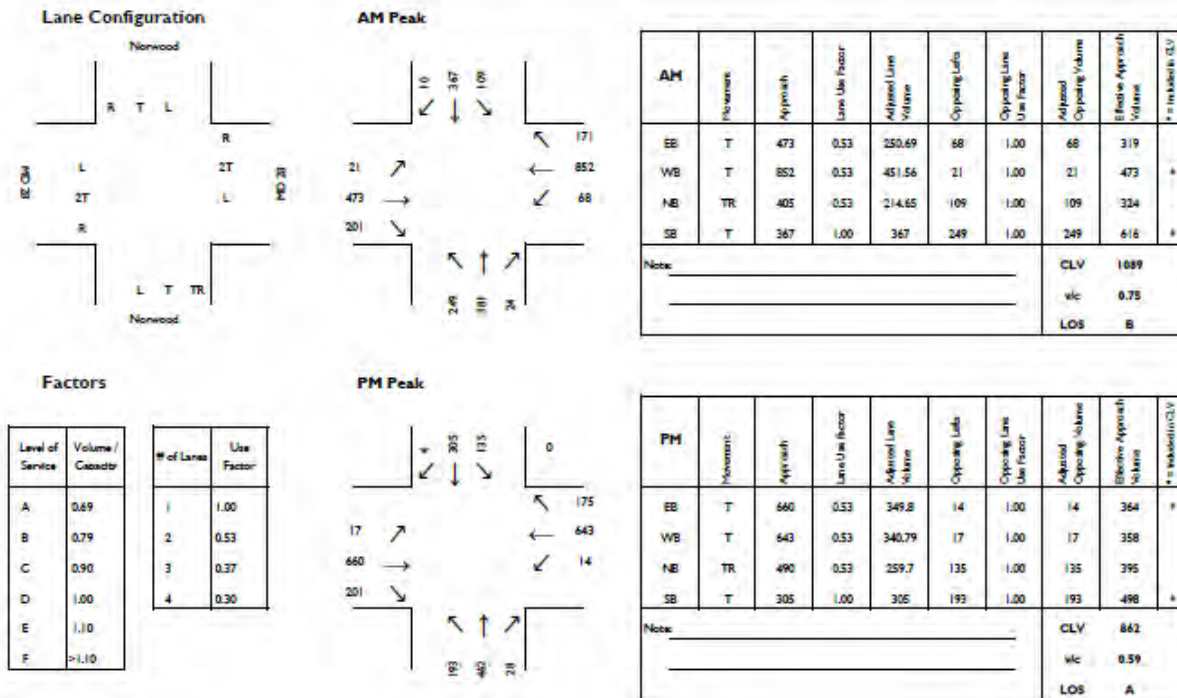 Lane Configuration
AM Peak
Norwood
R T L
R
L 2T
2T L
R
MD 28
L T TR
Norwood
10 367 109
171
21 852
473 68
201
249 381 24
AM Movement Approach Lane Use Factor Adjusted Lane Volume Opposing Lefts Opposing Lane Use Factor Adjusted Opposing Volume Effective Approach Volume * = Included in CLV
EB T 473 0.53 250.69 68 1.00 68 319
WB T 852 0.53 451.56 21 1.00 21 473 *
NB TR 405 0.53 214.65 109 1.00 109 324
SB T 367 1.00 367 249 1.00 249 616 *
Note: CLV 1089
v/c 0.75
LOS B
Factors
PM Peak
Level of Service Volume / Capacity
A 0.69
B 0.79
C 0.90
D 1.00
E 1.10
F >1.10
# of Lanes Use Factor
1 1.00
2 0.53
3 0.37
4 0.30
305 135 0
175
17 643
660 14
201
193 462 28
PM Movement Approach Lane Use Factor Adjusted Lane Volume Opposing Lefts Opposing Lane Use Factor Adjusted Opposing Volume Effective Approach Volume * = Included in CLV
EB T 660 0.53 349.8 14 1.00 14 364 *
WB T 643 0.53 340.79 17 1.00 17 358
NB TR 490 0.53 259.7 135 1.00 135 395
SB T 305 1.00 305 193 1.00 193 498 *
Note: CLV 862
v/c 0.59
LOS A